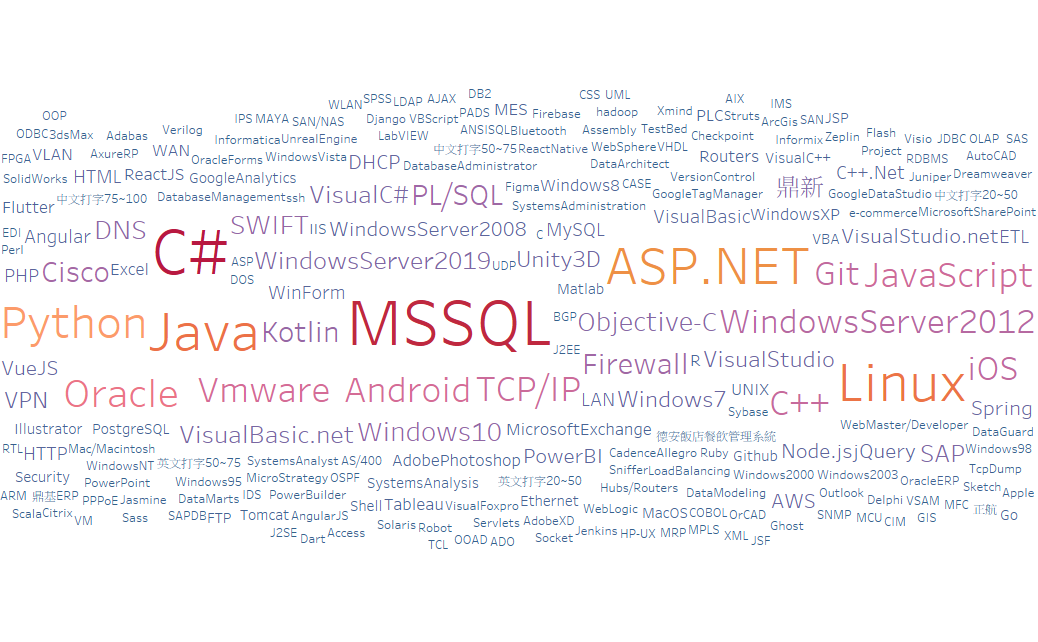 WLAN SPSS LDAP AJAX DB2 CSS UML AIX IMS
OOP IPS MAYA SAN/NAS Django VBScript PADS MES Firebase hadoop Xmind PLC Struts ArcGis SAN JSP
ODBC 3dsMax Adabas Verilog Informatica UnrealEngine LabVIEW ANSISQL Bluetooth Assembly TestBed Checkpoint Informix Zeplin Flash Visio JDBC OLAP SAS
FPGA VLAN AxureRP WAN OracleForms WindowsVista DHCP 中文打字50~75 ReactNative WebSphere VHDL Routers VisualC++ Project RDBMS AutoCAD
SolidWorks HTML ReactJS GoogleAnalytics DatabaseAdministrator DataArchitect VersionControl C++.Net Juniper Dreamweaver
Flutter 中文打字75~100 DatabaseManagement ssh VisualC# PL/SQL Figma Windows8 CASE GoogleTagManager 鼎新 GoogleDataStudio 中文打字20~50
SystemsAdministration VisualBasic WindowsXP e-commerce MicrosoftSharePoint
EDI Angular DNS C# SWIFT IIS WindowsServer2008 C MySQL VBA VisualStudio.net ETL
Perl PHP Cisco Excel ASP WindowsServer2019 UDP Unity3D ASP.NET Git JavaScript
DOS WinForm Matlab
Python Java Kotlin MSSQL BGP Objective-C WindowsServer2012
J2EE
VueJS Firewall R VisualStudio Linux iOS
VPN Oracle Vmware Android TCP/IP LAN Windows7 UNIX C++ Spring
Sybase
Illustrator PostgreSQL VisualBasic.net Windows10 MicrosoftExchange 德安飯店餐飲管理系統 WebMaster/Developer DataGuard
RTL HTTP Mac/Macintosh CadenceAllegro Ruby Github Node.js jQuery SAP Windows98
WindowsNT 英文打字50~75 SystemsAnalyst AS/400 AdobePhotoshop PowerBI SnifferLoadBalancing TcpDump
Security PowerPoint Windows95 MicroStrategy OSPF SystemsAnalysis 英文打字20~50 Hubs/Routers Windows2000 Windows2003 OracleERP Sketch Apple
ARM 鼎基ERP PPPoE Jasmine DataMarts IDS PowerBuilder Shell Tableau VisualFoxpro Ethernet WebLogic DataModeling AWS Outlook Delphi VSAM MFC 正航
Scala Citrix VM Sass SAPDB FTP Tomcat AngularJS Solaris Robot Servlets AdobeXD MacOS COBOL OrCAD SNMP MCU CIM GIS Go
J2SE Dart Access TCL OOAD ADO Socket Jenkins HP-UX MRP MPLS XML JSF Ghost